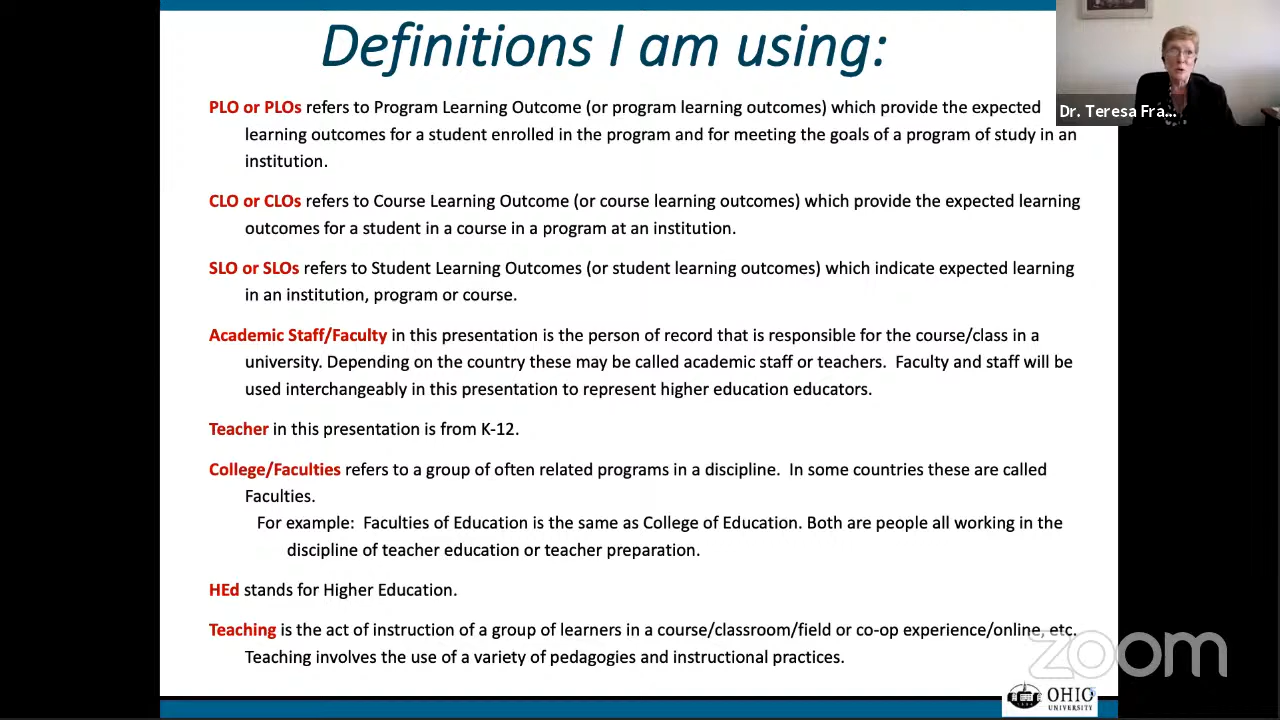 Definitions I am using:
Dr. Teresa Fra...
PLO or PLOs refers to Program Learning Outcome (or program learning outcomes) which provide the expected
learning outcomes for a student enrolled in the program and for meeting the goals of a program of study in an
institution.
CLO or CLOs refers to Course Learning Outcome (or course learning outcomes) which provide the expected learning
outcomes for a student in a course in a program at an institution.
SLO or SLOs refers to Student Learning Outcomes (or student learning outcomes) which indicate expected learning
in an institution, program or course.
Academic Staff/Faculty in this presentation is the person of record that is responsible for the course/class in a
university. Depending on the country these may be called academic staff or teachers.  Faculty and staff will be
used interchangeably in this presentation to represent higher education educators.
Teacher in this presentation is from K-12.
College/Faculties refers to a group of often related programs in a discipline.  In some countries these are called
Faculties.
For example:  Faculties of Education is the same as College of Education. Both are people all working in the
discipline of teacher education or teacher preparation.
HEd stands for Higher Education.
Teaching is the act of instruction of a group of learners in a course/classroom/field or co-op experience/online, etc.
Teaching involves the use of a variety of pedagogies and instructional practices.
zoom
OHIO
UNIVERSITY